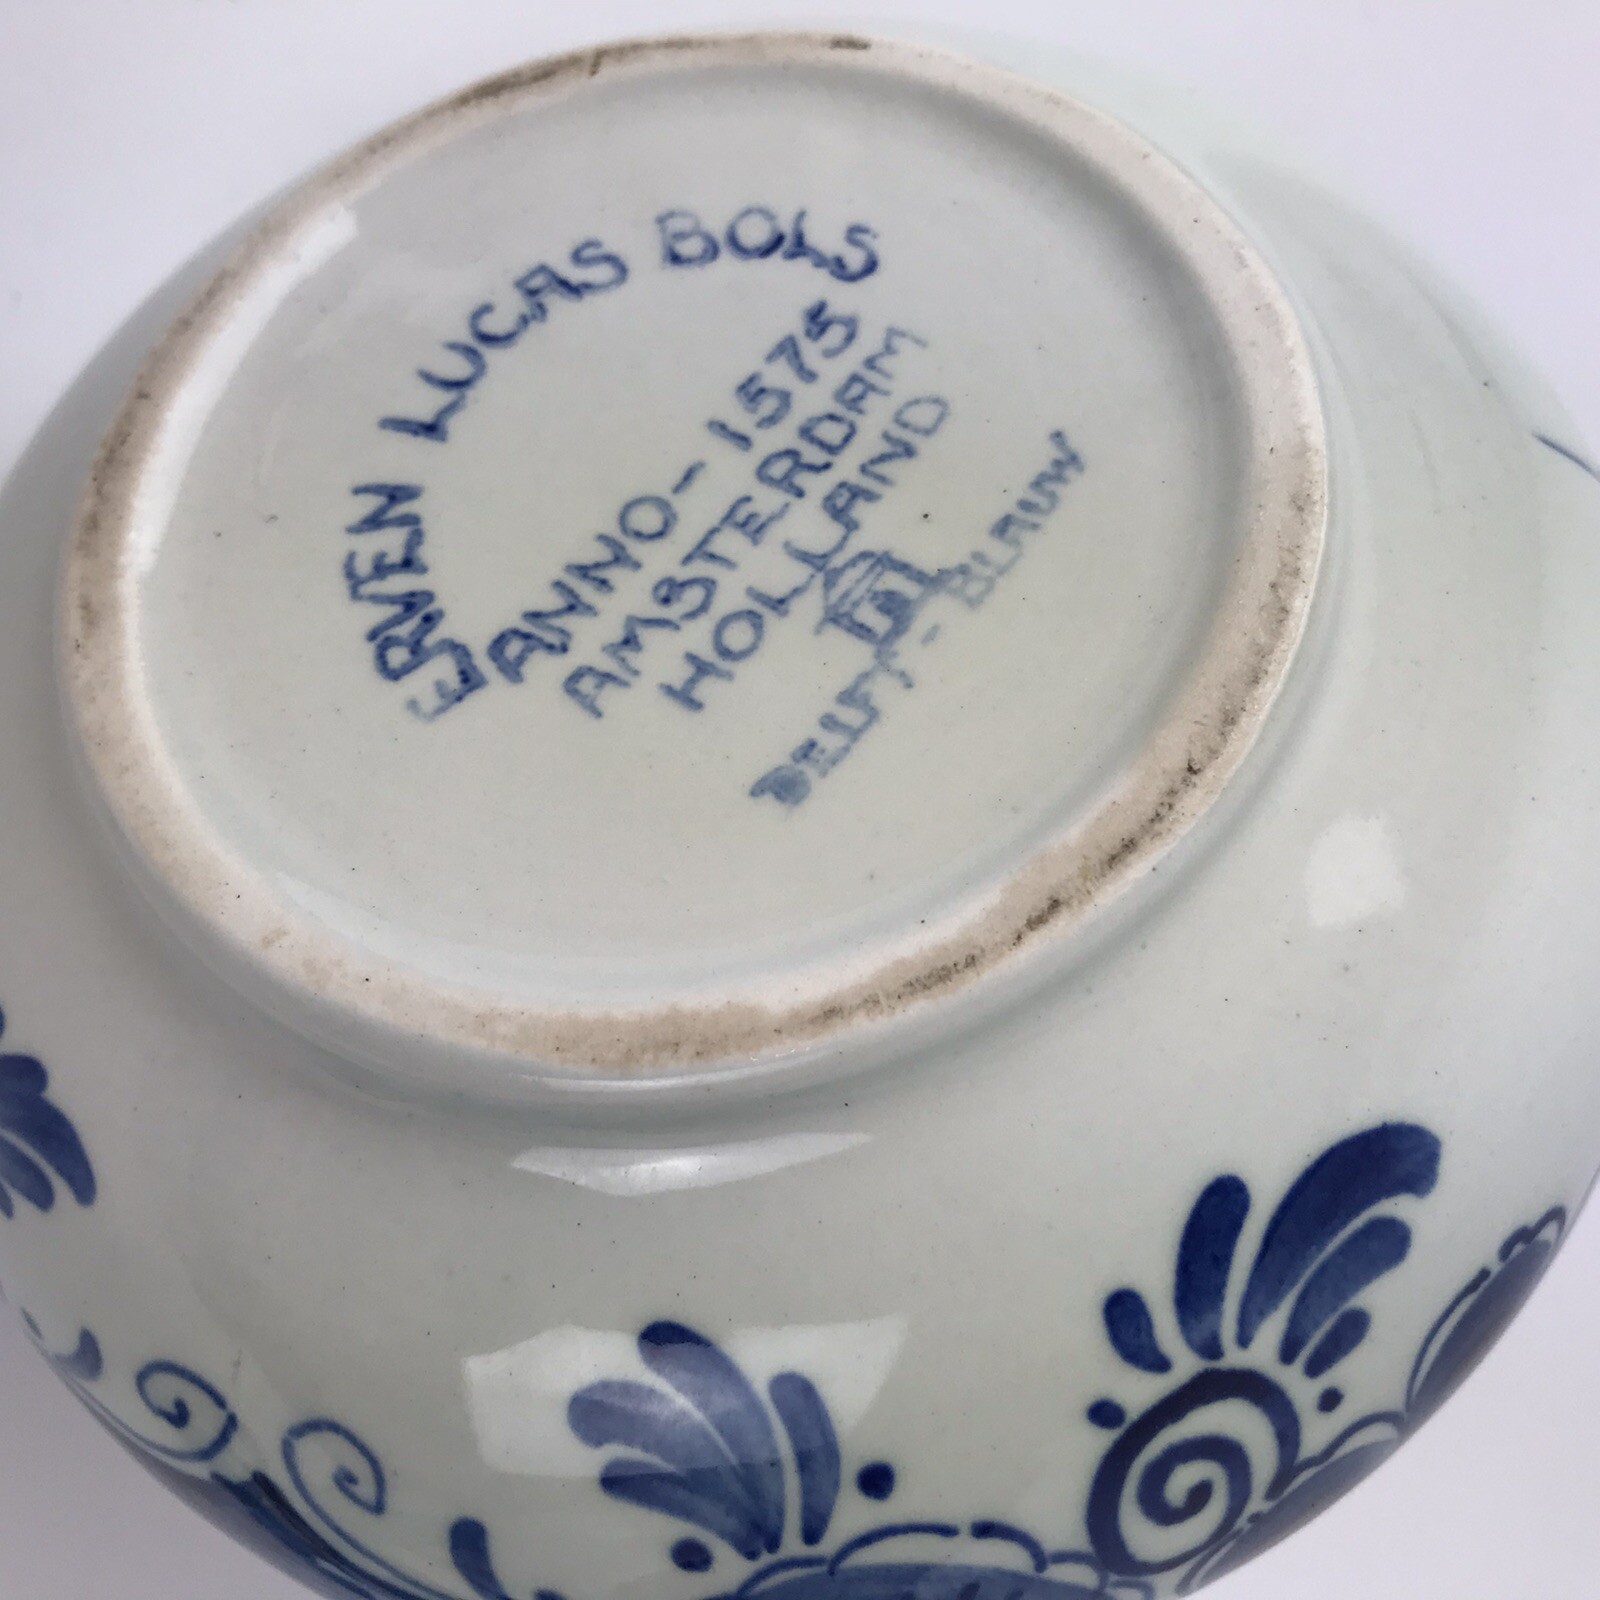 ERVEN LUCAS BOLS
ANNO-1575
AMSTERDAM
HOLLAND
DELFT-BLAUW